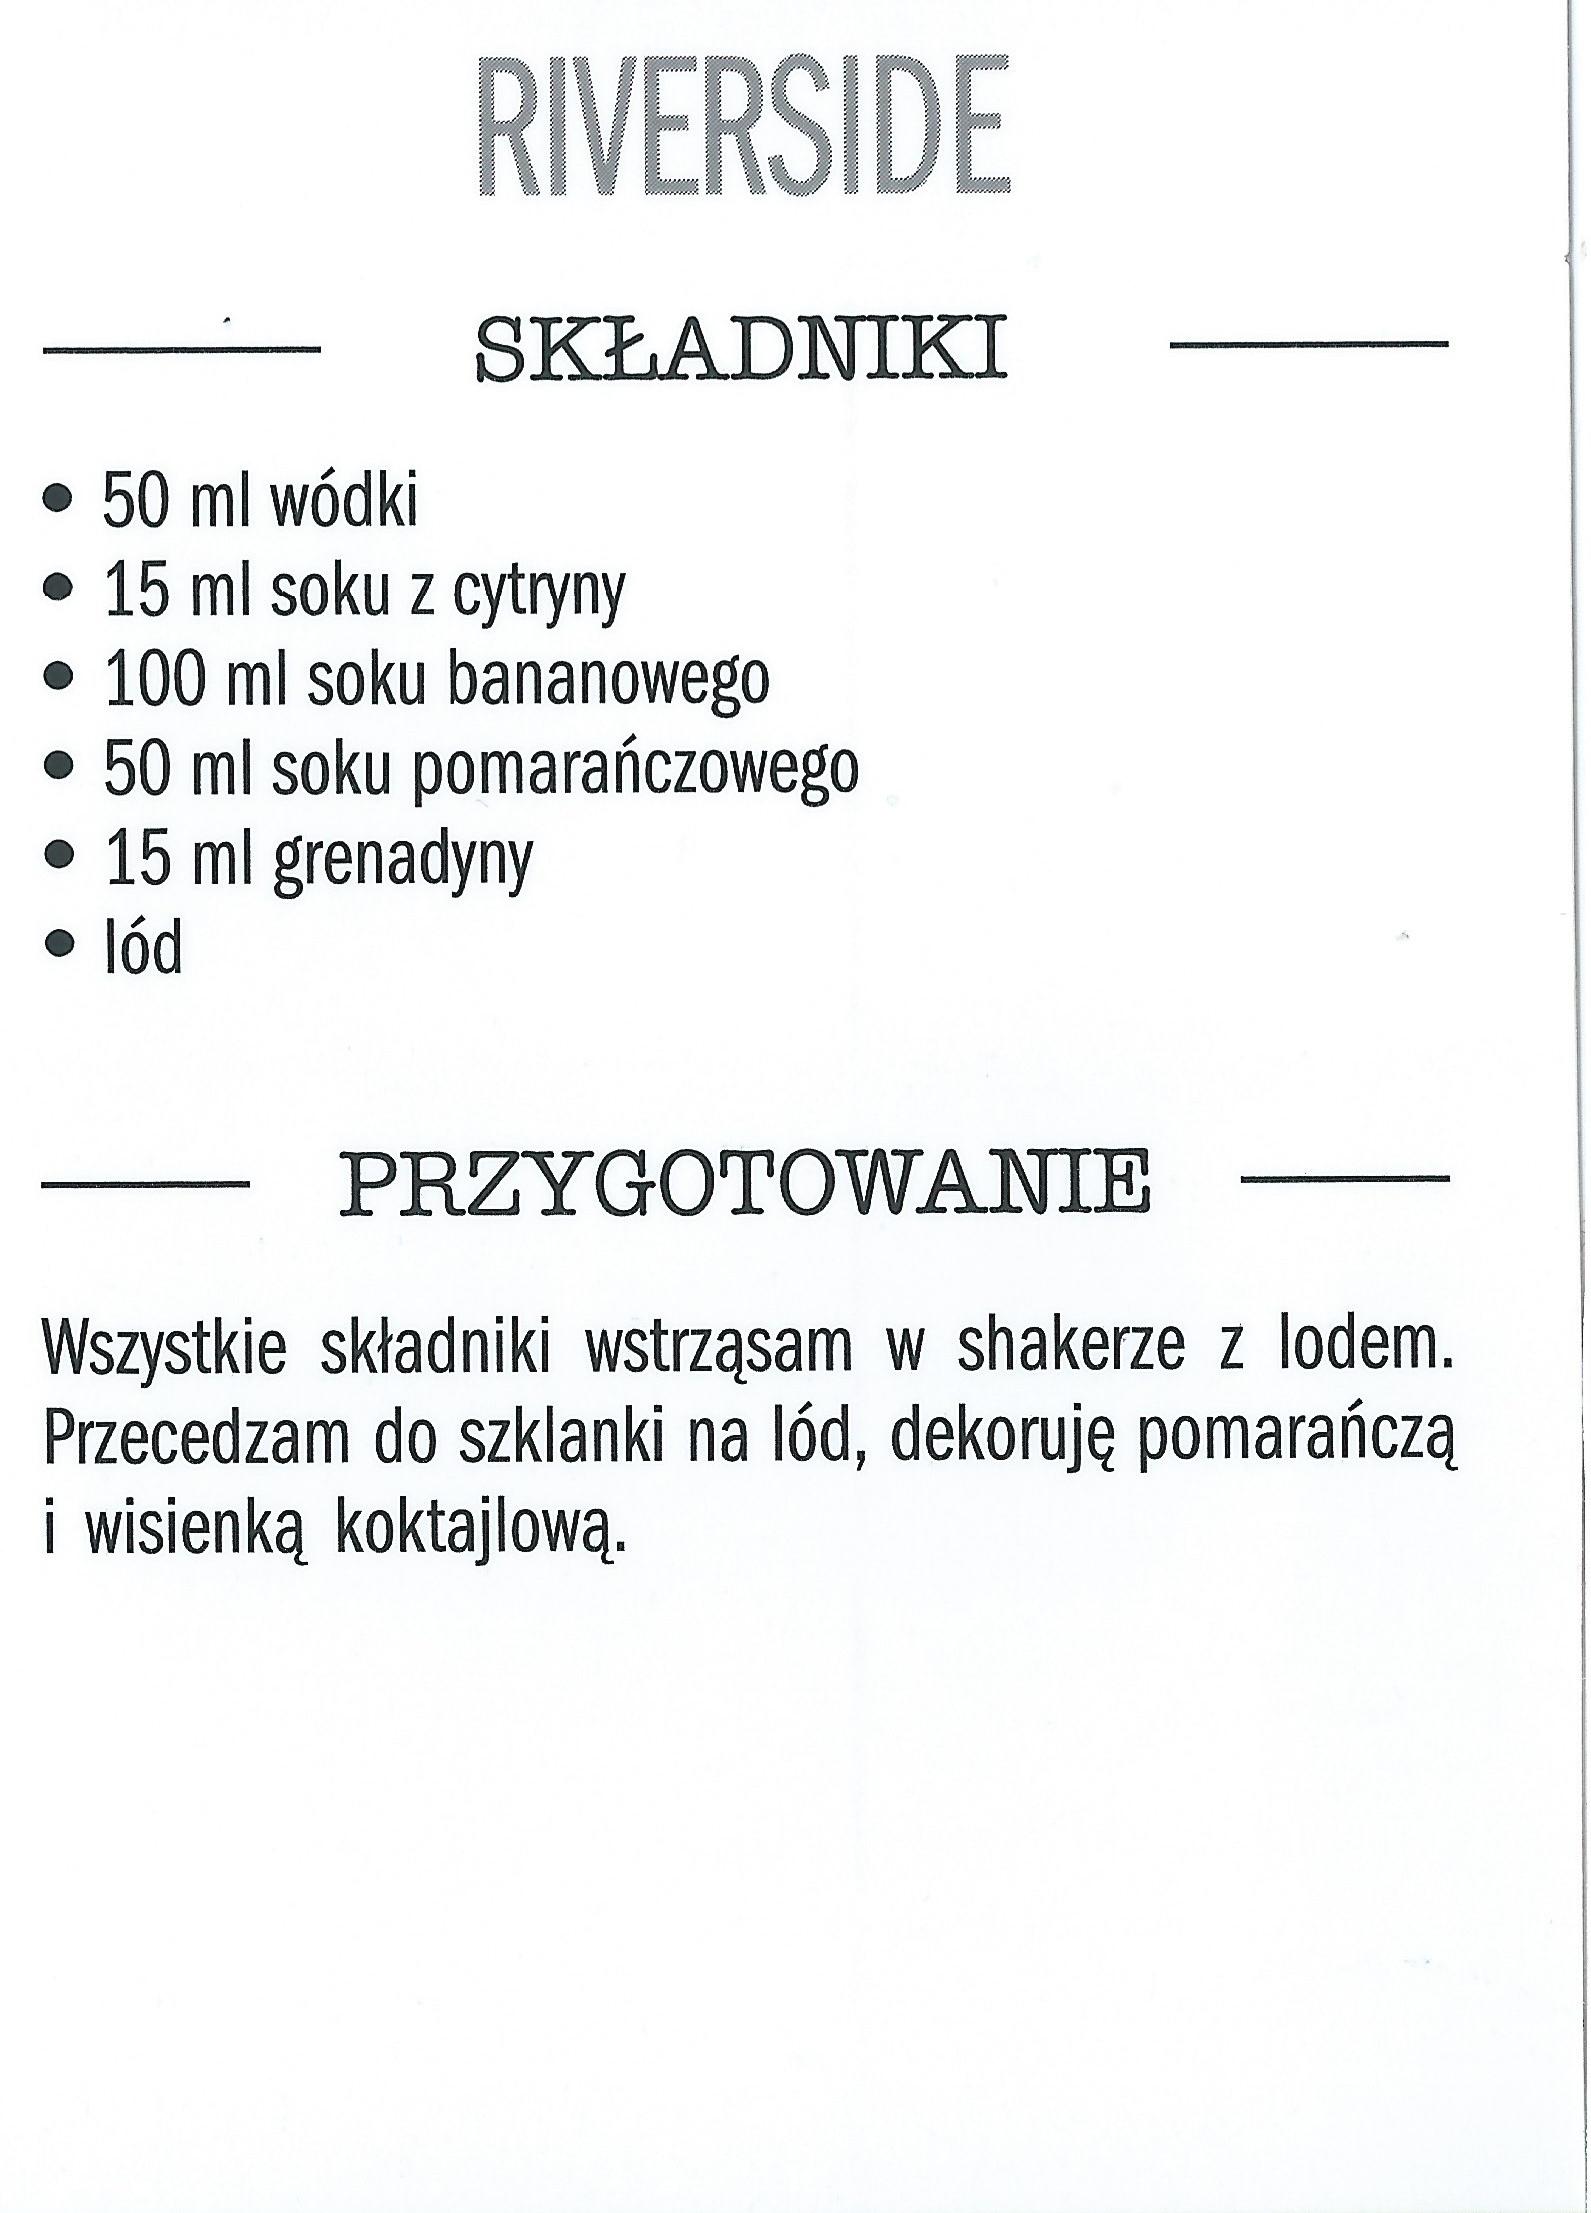 RIVERSIDE
SKŁADNIKI
• 50 ml wódki
• 15 ml soku z cytryny
• 100 ml soku bananowego
• 50 ml soku pomarańczowego
• 15 ml grenadyny
• lód
PRZYGOTOWANIE
Wszystkie składniki wstrząsam w shakerze z lodem.
Przecedzam do szklanki na lód, dekoruję pomarańczą
i wisienką koktajlową.